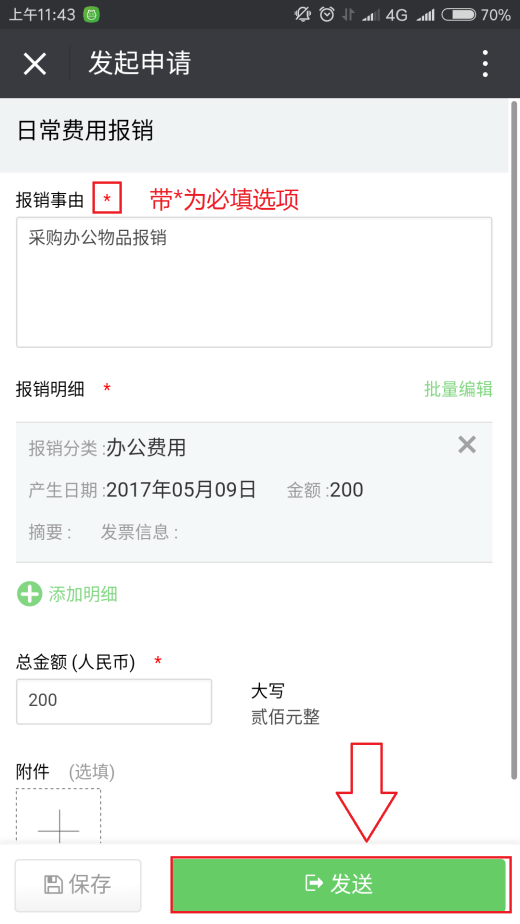 上午11:43 4G 70%
发起申请
日常费用报销
报销事由 * 带*为必填选项
采购办公物品报销
报销明细 * 批量编辑
报销分类:办公费用
产生日期:2017年05月09日 金额:200
摘要: 发票信息:
添加明细
总金额 (人民币) *
200
大写
贰佰元整
附件 (选填)
保存 发送